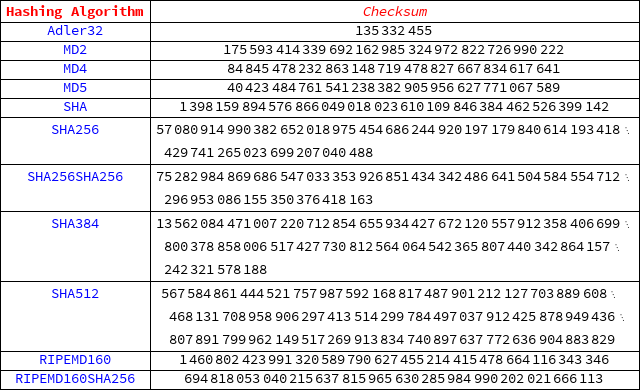 Hashing Algorithm Checksum
Adler32 135 332 455
MD2 175 593 414 339 692 162 985 324 972 822 726 990 222
MD4 84 845 478 232 863 148 719 478 827 667 834 617 641
MD5 40 423 484 761 541 238 382 905 956 627 771 067 589
SHA 1 398 159 894 576 866 049 018 023 610 109 846 384 462 526 399 142
SHA256 57 080 914 990 382 652 018 975 454 686 244 920 197 179 840 614 193 418 ⋱
429 741 265 023 699 207 040 488
SHA256SHA256 75 282 984 869 686 547 033 353 926 851 434 342 486 641 504 584 554 712 ⋱
296 953 086 155 350 376 418 163
SHA384 13 562 084 471 007 220 712 854 655 934 427 672 120 557 912 358 406 699 ⋱
800 378 858 006 517 427 730 812 564 064 542 365 807 440 342 864 157 ⋱
242 321 578 188
SHA512 567 584 861 444 521 757 987 592 168 817 487 901 212 127 703 889 608 ⋱
468 131 708 958 906 297 413 514 299 784 497 037 912 425 878 949 436 ⋱
807 891 799 962 149 517 269 913 834 740 897 637 772 636 904 883 829
RIPEMD160 1 460 802 423 991 320 589 790 627 455 214 415 478 664 116 343 346
RIPEMD160SHA256 694 818 053 040 215 637 815 965 630 285 984 990 202 021 666 113